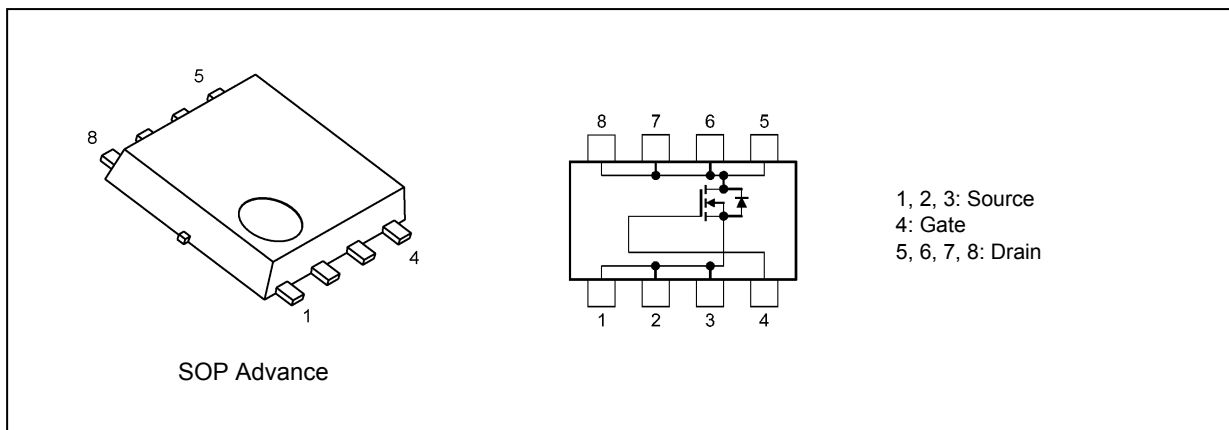 5
8
4
1
SOP Advance
8 7 6 5
1 2 3 4
1, 2, 3: Source
4: Gate
5, 6, 7, 8: Drain